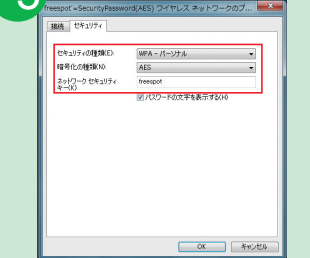 freespot =SecurityPassword(AES) ワイヤレス ネットワークのプ...
接続 セキュリティ
セキュリティの種類(E): WPA - パーソナル
暗号化の種類(N): AES
ネットワーク セキュリティ キー(K) freespot
パスワードの文字を表示する(H)
OK キャンセル